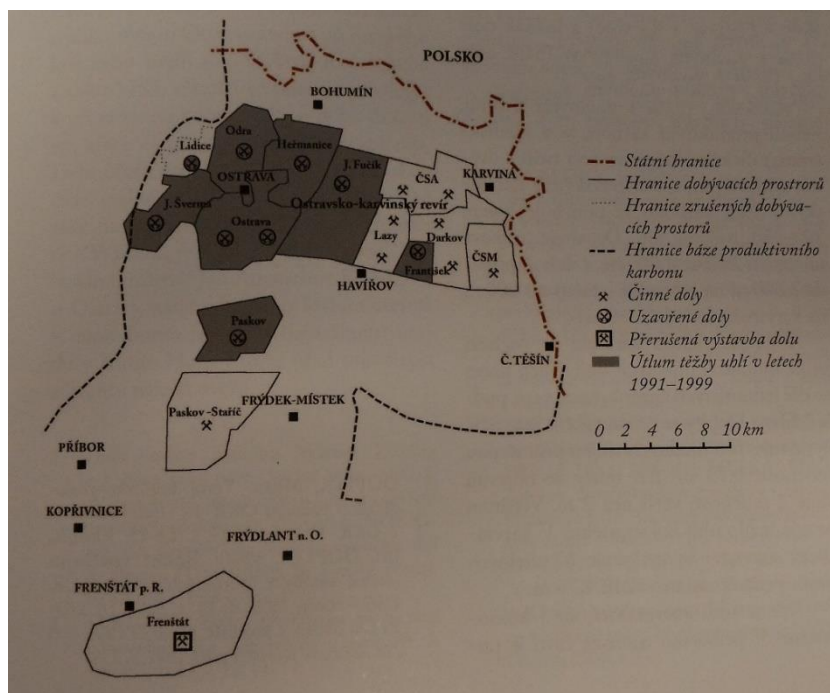 POLSKO
BOHUMÍN
Odra
Heřmanice
Lidice
J. Fučík
ČSA
KARVINÁ
OSTRAVA
Ostravsko-karvinský revír
J. Šverma
Ostrava
Lazy
Darkov
František
ČSM
HAVÍŘOV
Paskov
Č. TĚŠÍN
Paskov-Staříč
FRÝDEK-MÍSTEK
PŘÍBOR
KOPŘIVNICE
FRÝDLANT n. O.
FRENŠTÁT p. R.
Frenštát
Státní hranice
Hranice dobývacích prostorů
Hranice zrušených dobýva-
cích prostorů
Hranice báze produktivního
karbonu
Činné doly
Uzavřené doly
Přerušená výstavba dolu
Útlum těžby uhlí v letech
1991–1999
0 2 4 6 8 10 km